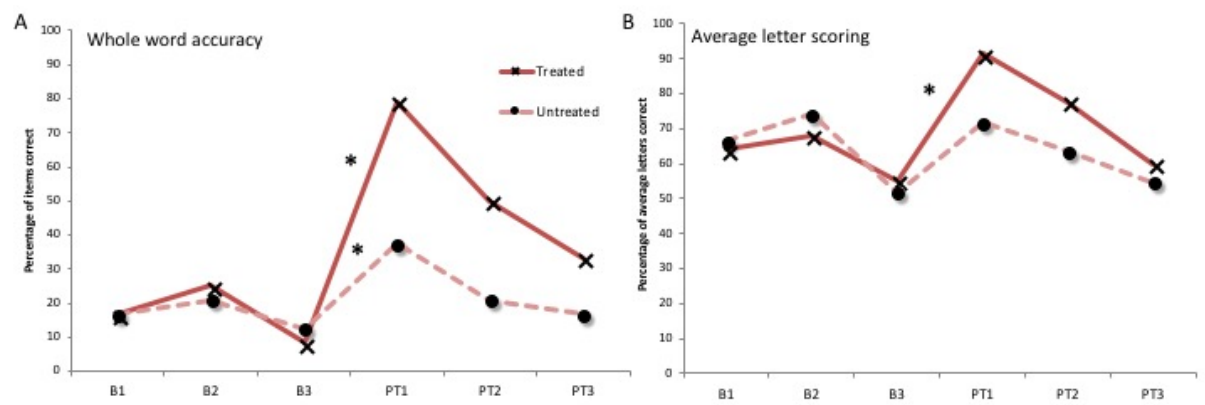 A
Whole word accuracy
Percentage of items correct
100
90
80
70
60
50
40
30
20
10
0
Treated
Untreated
*
*
B1 B2 B3 PT1 PT2 PT3
B
Average letter scoring
Percentage of average letters correct
100
90
80
70
60
50
40
30
20
10
0
*
B1 B2 B3 PT1 PT2 PT3